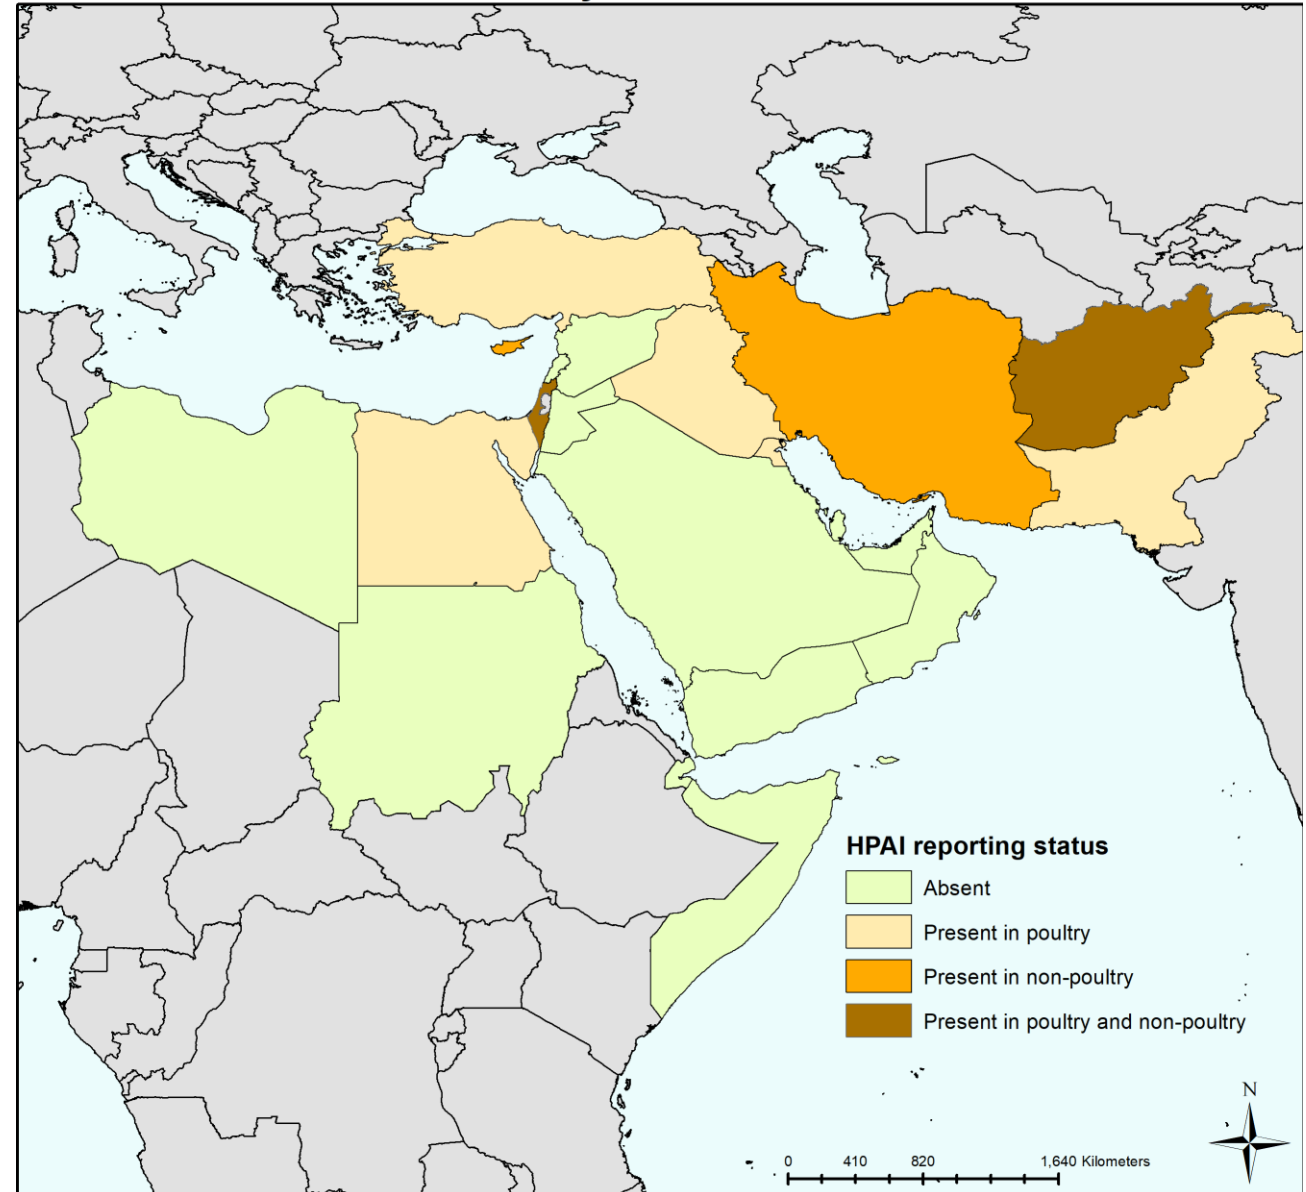 HPAI reporting status
Absent
Present in poultry
Present in non-poultry
Present in poultry and non-poultry
N
0 410 820 1,640 Kilometers